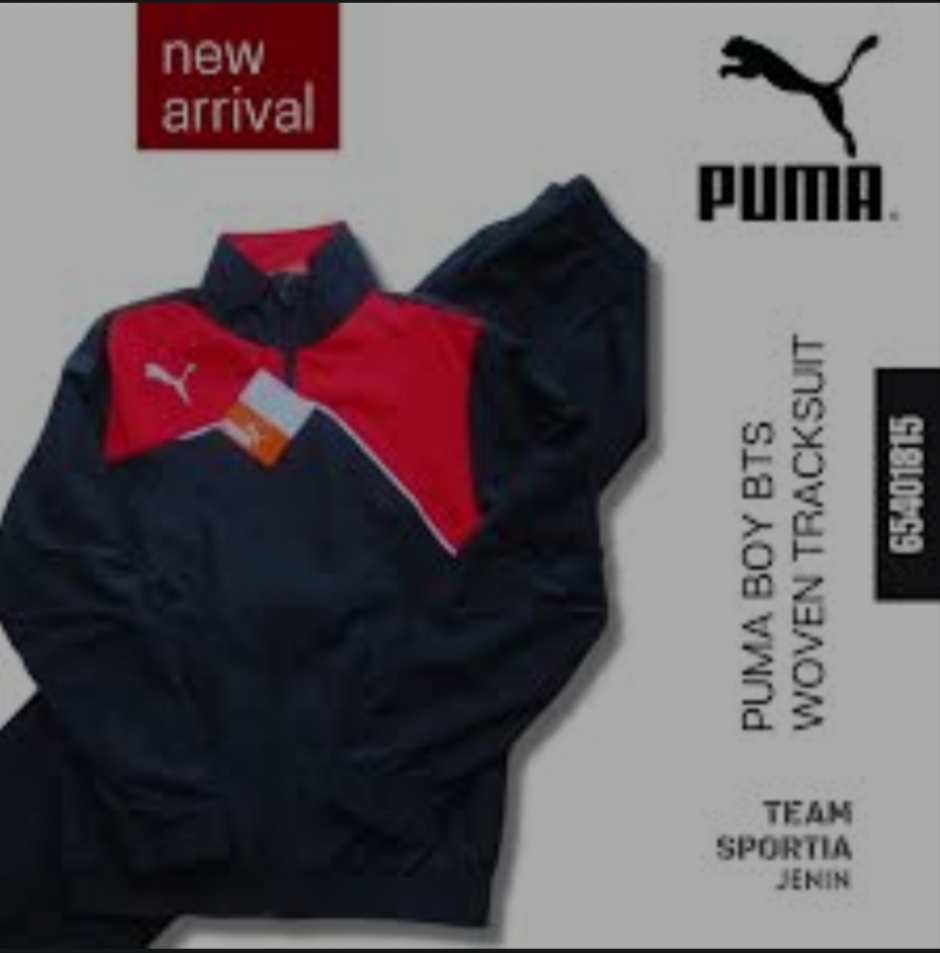 new
arrival
PUMA
PUMA BOY BTS
WOVEN TRACKSUIT
65401815
TEAM
SPORTIA
JENIN